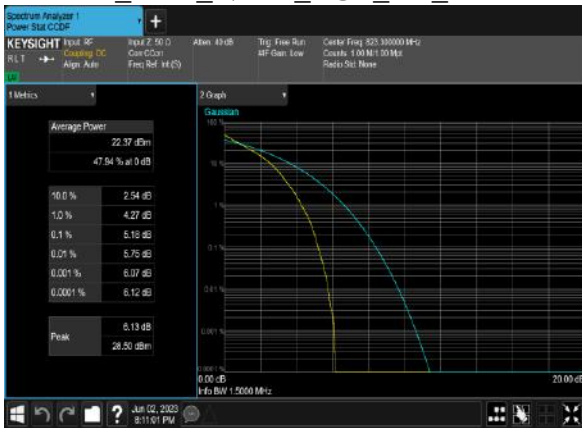 Spectrum Analyzer 1
Power Stat CCDF
+
KEYSIGHT
RLT
Input: RF
Coupling: DC
Align: Auto
Input Z: 50 Ω
Corr CCorr
Freq Ref: Int (S)
Atten: 40 dB
Trig: Free Run
#IF Gain: Low
Center Freq: 823.300000 MHz
Counts: 1.00 M/1.00 Mpt
Radio Std: None
1 Metrics
Average Power
22.37 dBm
47.94 % at 0 dB
10.0 % 2.54 dB
1.0 % 4.27 dB
0.1 % 5.18 dB
0.01 % 5.75 dB
0.001 % 6.07 dB
0.0001 % 6.12 dB
Peak
6.13 dB
28.50 dBm
2 Graph
Gaussian
100 %
10 %
1 %
0.1 %
0.01 %
0.001 %
0.0001 %
0.00 dB
20.00 dB
Info BW 1.5000 MHz
?
Jun 02, 2023
8:11:01 PM